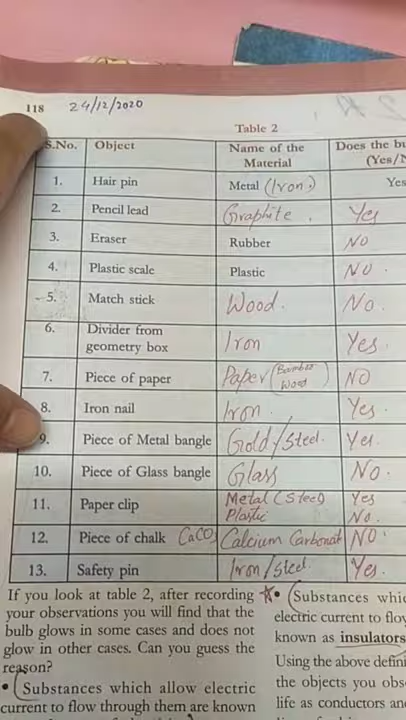 118 24/12/2020
Table 2
S.No. Object Name of the Material Does the bu
(Yes/N
1. Hair pin Metal (Iron.) Yes
2. Pencil lead Graphite. Yes
3. Eraser Rubber NO
4. Plastic scale Plastic NO.
5. Match stick Wood. No.
6. Divider from geometry box Iron Yes.
7. Piece of paper Paper (Bamboo Wood) NO
8. Iron nail Iron. Yes.
9. Piece of Metal bangle Gold/Steel. Yes.
10. Piece of Glass bangle Glass No.
11. Paper clip Metal (Steel) Yes
Plastic No.
12. Piece of chalk CaCO3 Calcium Carbonat NO.
13. Safety pin Iron/Steel. Yes.
If you look at table 2, after recording
your observations you will find that the
bulb glows in some cases and does not
glow in other cases. Can you guess the
reason?
• (Substances which allow electric
current to flow through them are known
• (Substances whic
electric current to flo
known as insulators
Using the above defini
the objects you obs
life as conductors an